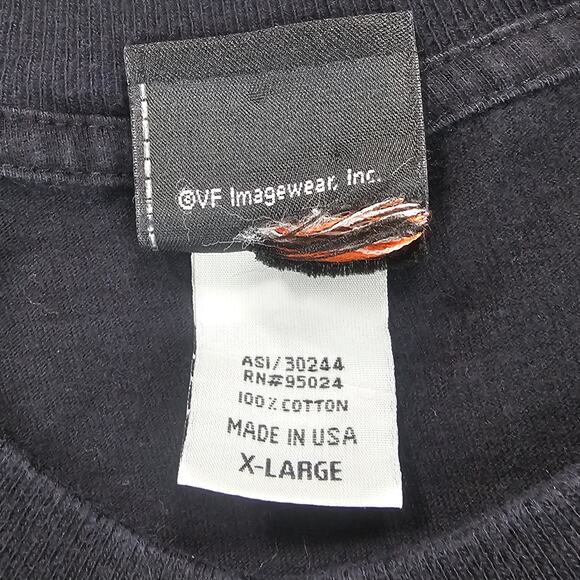 ©VF Imagewear, Inc.
ASI/30244
RN#95024
100% COTTON
MADE IN USA
X-LARGE